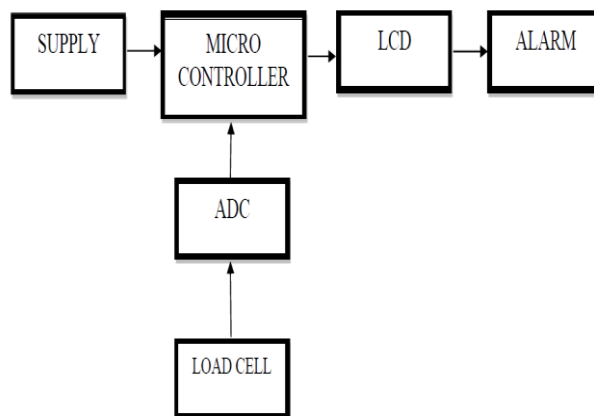 SUPPLY
MICRO
CONTROLLER
LCD
ALARM
ADC
LOAD CELL